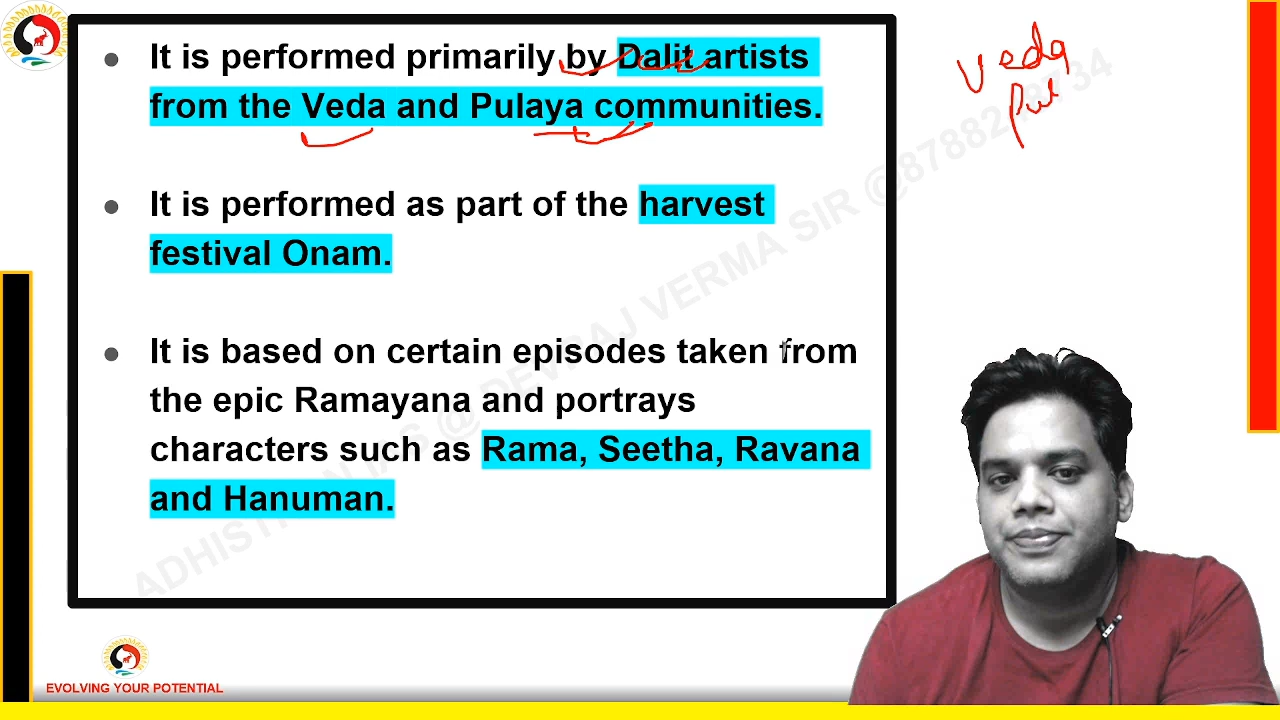 It is performed primarily by Dalit artists
from the Veda and Pulaya communities.
Veda
Pul
It is performed as part of the harvest
festival Onam.
It is based on certain episodes taken from
the epic Ramayana and portrays
characters such as Rama, Seetha, Ravana
and Hanuman.
EVOLVING YOUR POTENTIAL